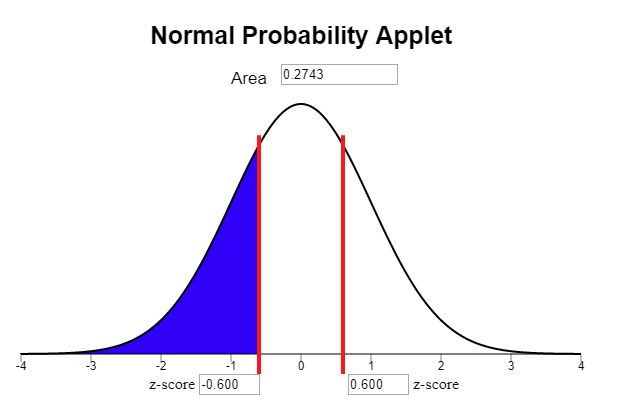 Normal Probability Applet
Area 0.2743
-4 -3 -2 -1 0 1 2 3 4
z-score -0.600 0.600 z-score